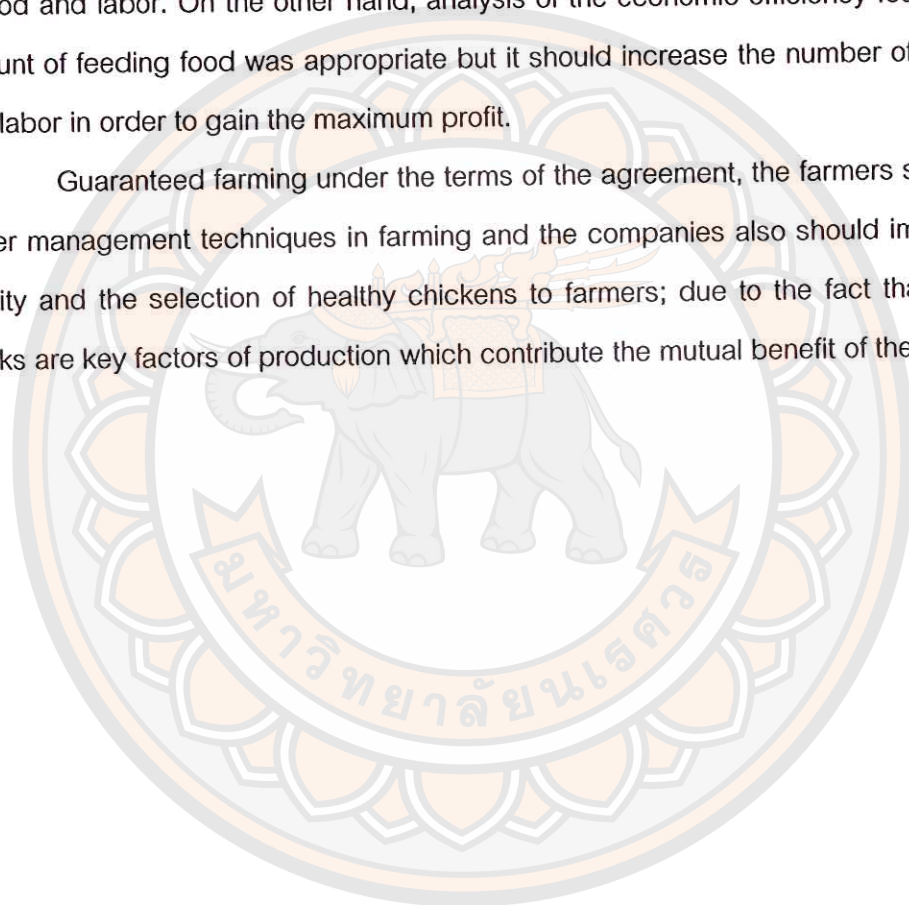 od and labor. On the other hand, analysis of the economic efficiency
unt of feeding food was appropriate but it should increase the number of
labor in order to gain the maximum profit.
Guaranteed farming under the terms of the agreement, the farmers s
er management techniques in farming and the companies also should im
ity and the selection of healthy chickens to farmers; due to the fact tha
ks are key factors of production which contribute the mutual benefit of the
มหาวิทยาลัยนเรศวร